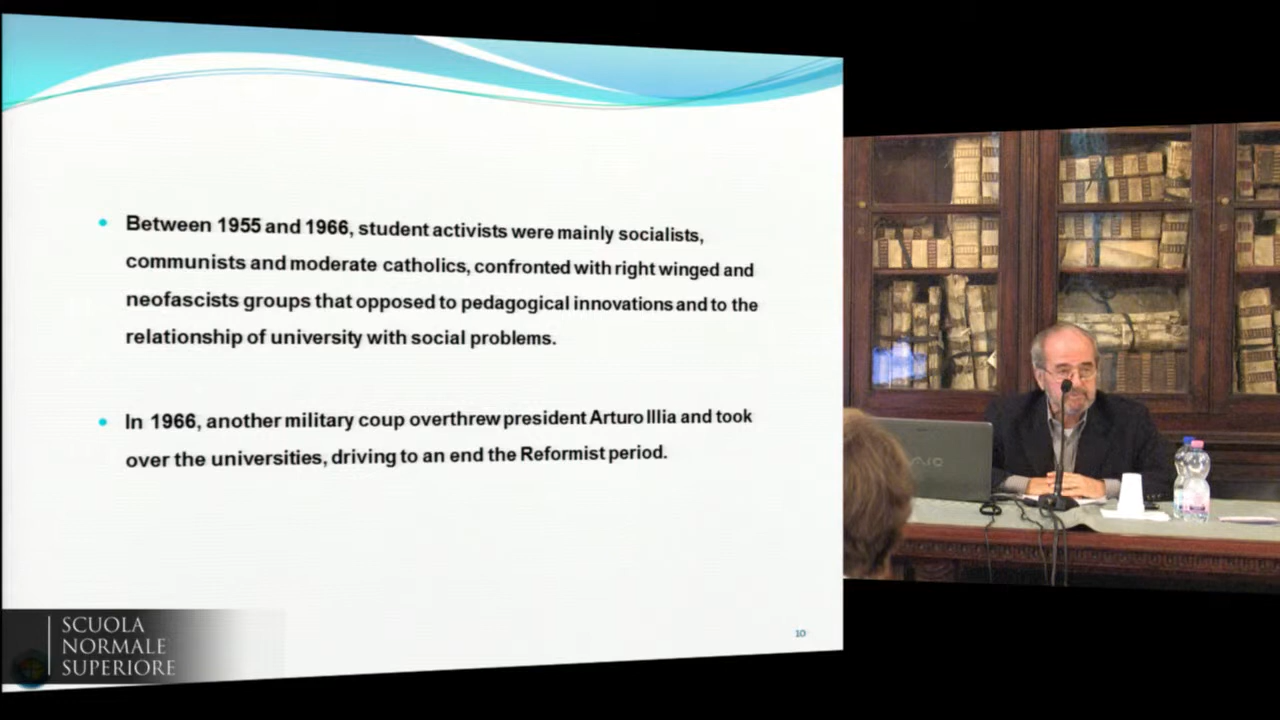 Between 1955 and 1966, student activists were mainly socialists,
communists and moderate catholics, confronted with right winged and
neofascists groups that opposed to pedagogical innovations and to the
relationship of university with social problems.
In 1966, another military coup overthrew president Arturo Illia and took
over the universities, driving to an end the Reformist period.
10
SCUOLA
NORMALE
SUPERIORE